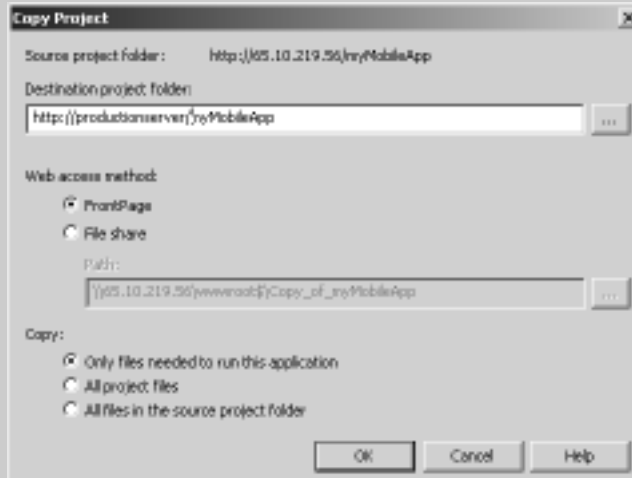 Copy Project
Source project folder: http://65.10.219.56/myMobileApp
Destination project folder:
http://productionserver/myMobileApp
...
Web access method:
FrontPage
File share
Path:
\\65.10.219.56\wwwroot$\Copy_of_myMobileApp
...
Copy:
Only files needed to run this application
All project files
All files in the source project folder
OK Cancel Help